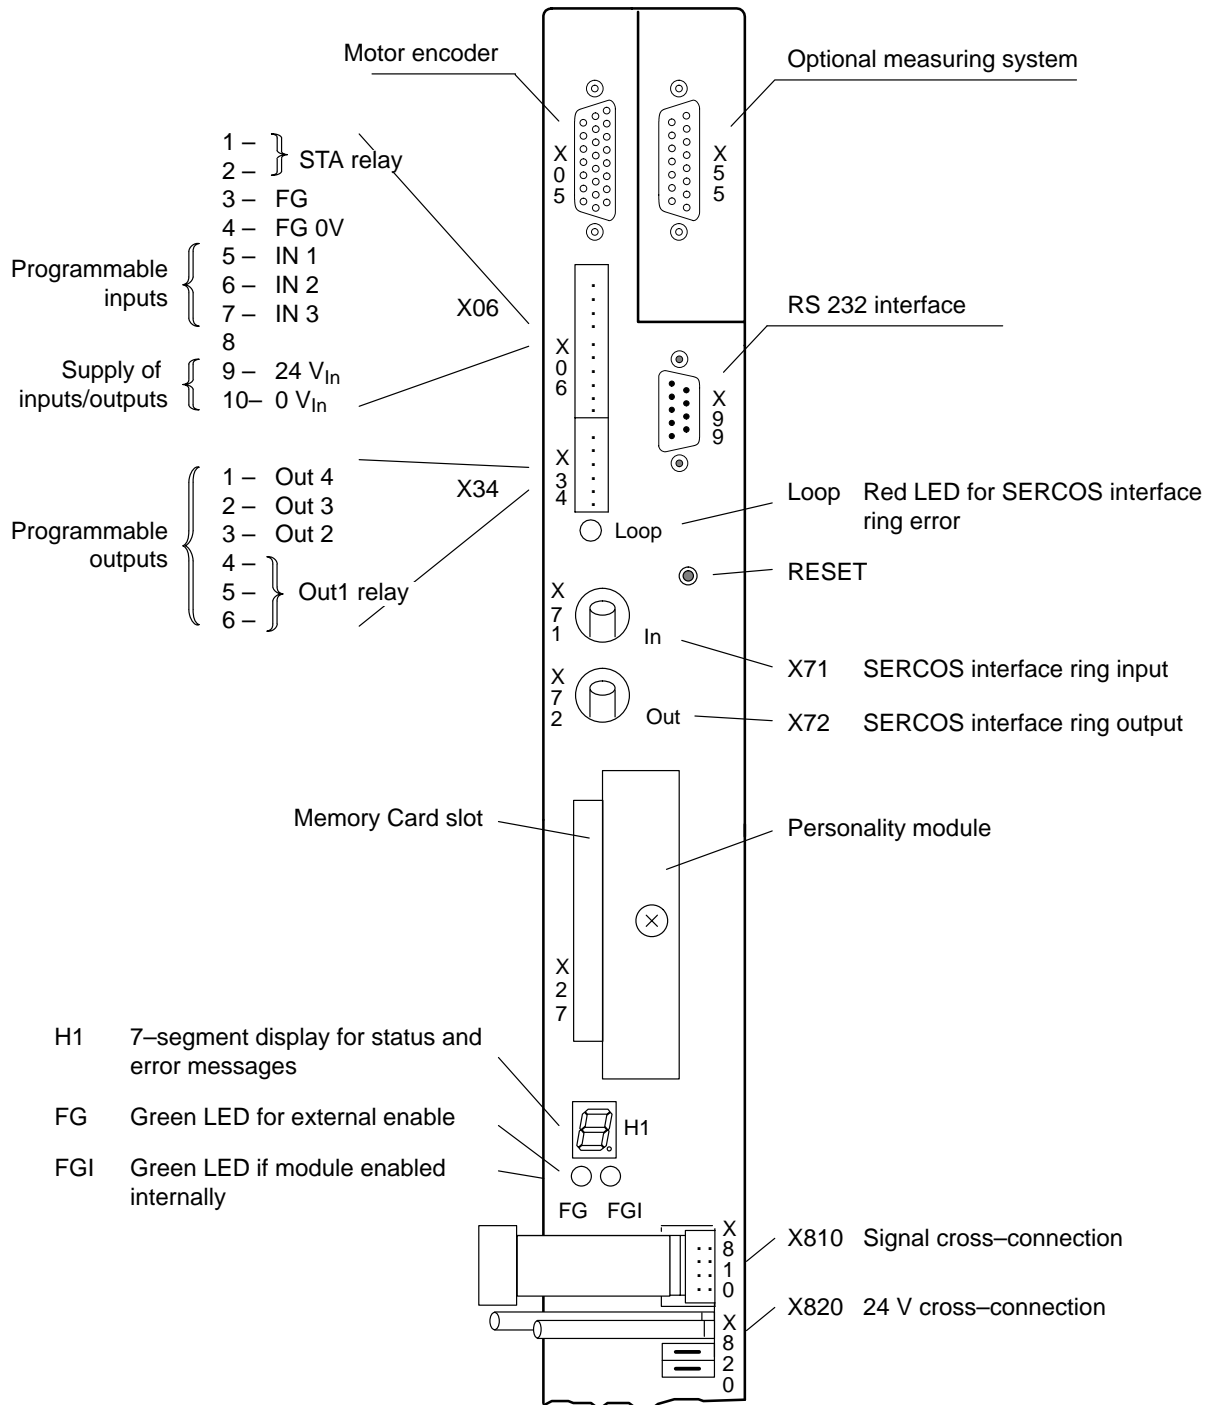 Motor encoder
Optional measuring system
X05
X55
1 –
2 –
STA relay
3 – FG
4 – FG 0V
5 – IN 1
6 – IN 2
7 – IN 3
8
9 – 24 VIn
10– 0 VIn
Programmable
inputs
Supply of
inputs/outputs
X06
X06
RS 232 interface
X99
1 – Out 4
2 – Out 3
3 – Out 2
4 –
5 –
6 –
Out1 relay
Programmable
outputs
X34
X34
Loop
Loop Red LED for SERCOS interface
ring error
RESET
X71
In
X71 SERCOS interface ring input
X72
Out
X72 SERCOS interface ring output
Memory Card slot
Personality module
X27
H1 7–segment display for status and
error messages
H1
FG Green LED for external enable
FGI Green LED if module enabled
internally
FG FGI
X810
X810 Signal cross–connection
X820
X820 24 V cross–connection